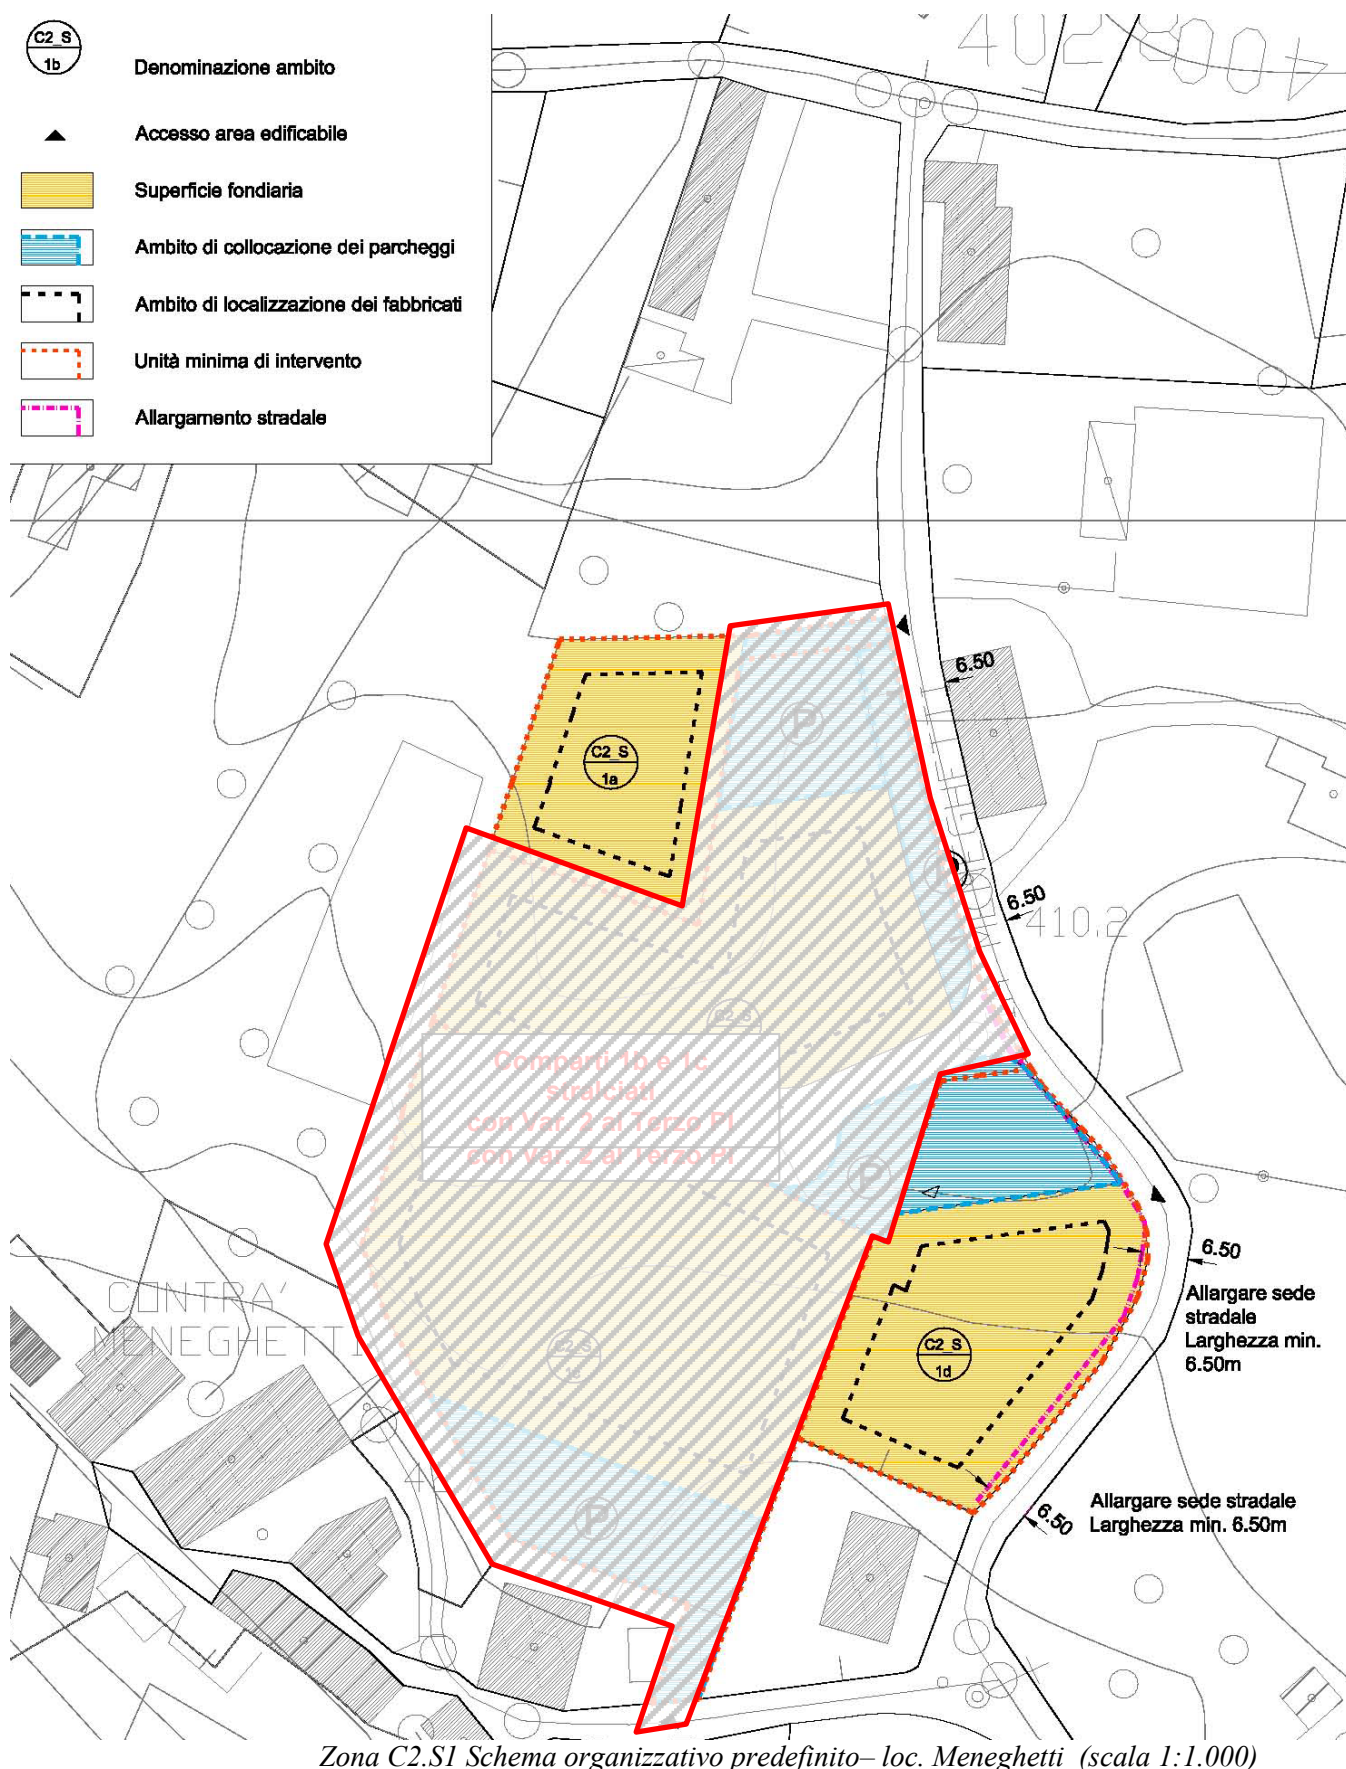 C2_S
1b
Denominazione ambito
Accesso area edificabile
Superficie fondiaria
Ambito di collocazione dei parcheggi
Ambito di localizzazione dei fabbricati
Unità minima di intervento
Allargamento stradale
6.50
P
C2_S
1a
6.50
410.2
C2_S
Comparti 1b e 1c
stralciati
con Var. 2 al Terzo PI
con Var. 2 al Terzo PI
P
6.50
Allargare sede
stradale
Larghezza min.
6.50m
CONTRA'
MENEGHETTI
C2_S
1d
C2_S
P
6.50
Allargare sede stradale
Larghezza min. 6.50m
Zona C2.S1 Schema organizzativo predefinito– loc. Meneghetti (scala 1:1.000)